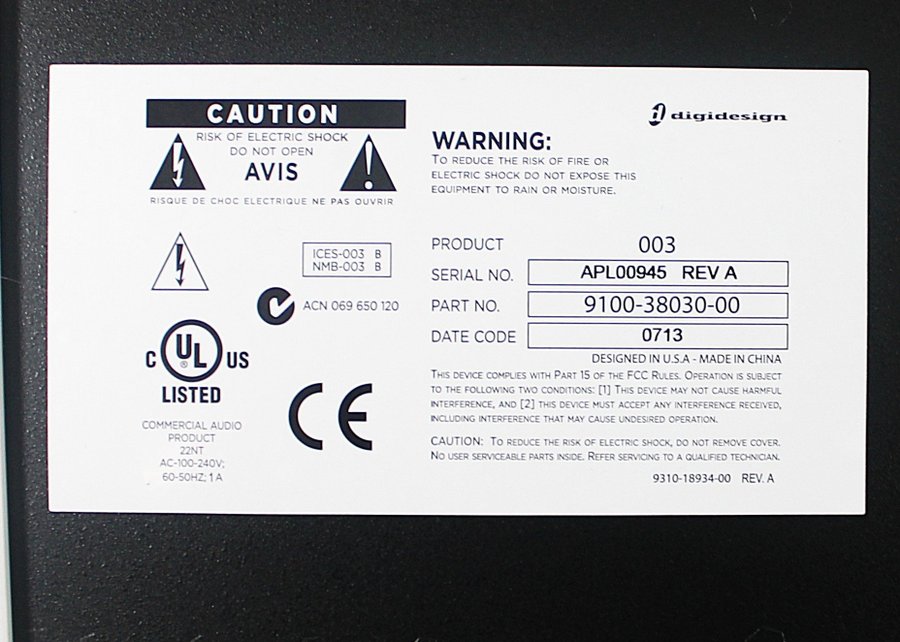 CAUTION
RISK OF ELECTRIC SHOCK
DO NOT OPEN
AVIS
RISQUE DE CHOC ELECTRIQUE NE PAS OUVRIR
ICES-003 B
NMB-003 B
ACN 069 650 120
C UL US
®
LISTED
COMMERCIAL AUDIO
PRODUCT
22NT
AC-100-240V;
60-50HZ; 1 A
CE
digidesign
WARNING:
TO REDUCE THE RISK OF FIRE OR
ELECTRIC SHOCK DO NOT EXPOSE THIS
EQUIPMENT TO RAIN OR MOISTURE.
PRODUCT 003
SERIAL NO. APL00945 REV A
PART NO. 9100-38030-00
DATE CODE 0713
DESIGNED IN U.S.A - MADE IN CHINA
THIS DEVICE COMPLIES WITH PART 15 OF THE FCC RULES. OPERATION IS SUBJECT
TO THE FOLLOWING TWO CONDITIONS: [1] THIS DEVICE MAY NOT CAUSE HARMFUL
INTERFERENCE, AND [2] THIS DEVICE MUST ACCEPT ANY INTERFERENCE RECEIVED,
INCLUDING INTERFERENCE THAT MAY CAUSE UNDESIRED OPERATION.
CAUTION: TO REDUCE THE RISK OF ELECTRIC SHOCK, DO NOT REMOVE COVER.
NO USER SERVICEABLE PARTS INSIDE. REFER SERVICING TO A QUALIFIED TECHNICIAN.
9310-18934-00 REV. A